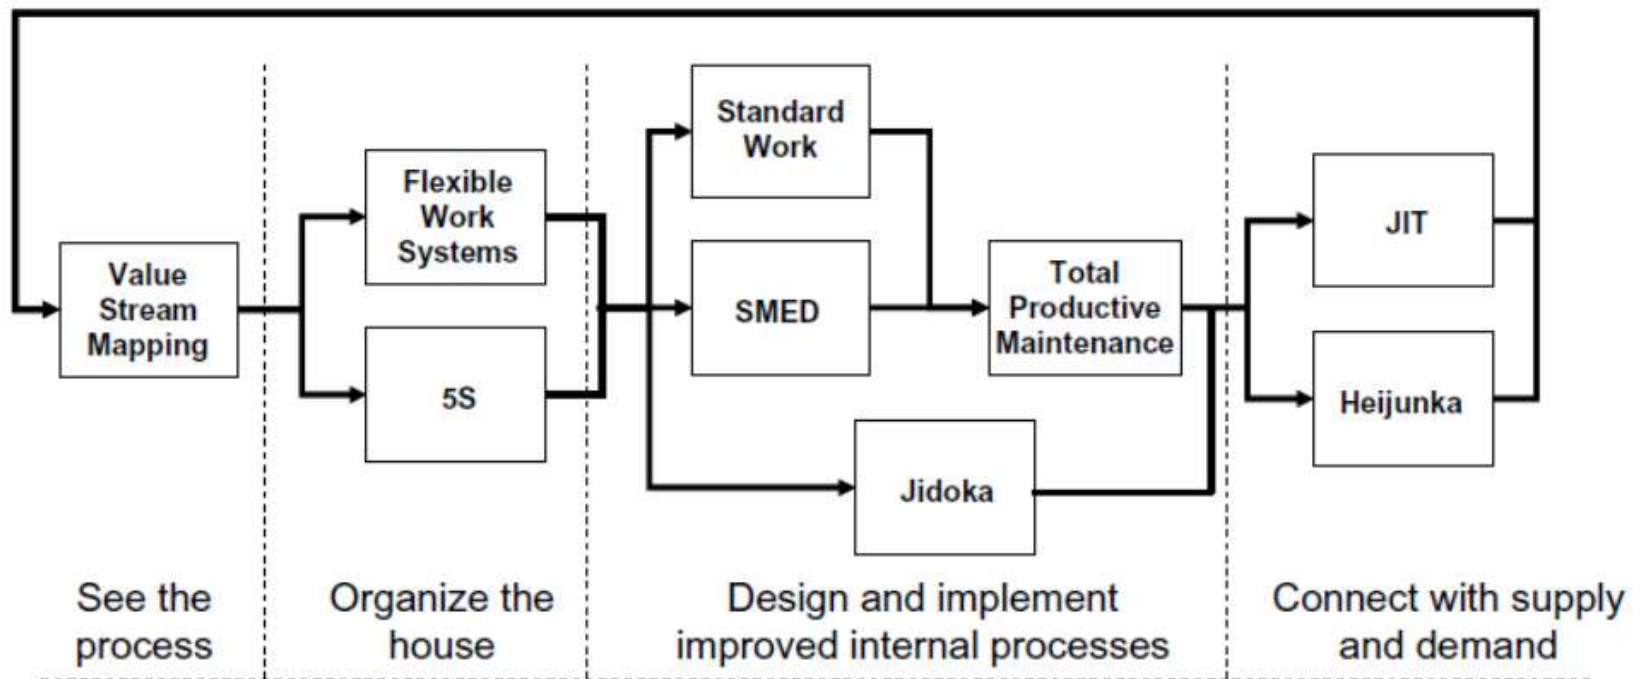 Value
Stream
Mapping
Flexible
Work
Systems
5S
Standard
Work
SMED
Total
Productive
Maintenance
Jidoka
JIT
Heijunka
See the
process
Organize the
house
Design and implement
improved internal processes
Connect with supply
and demand